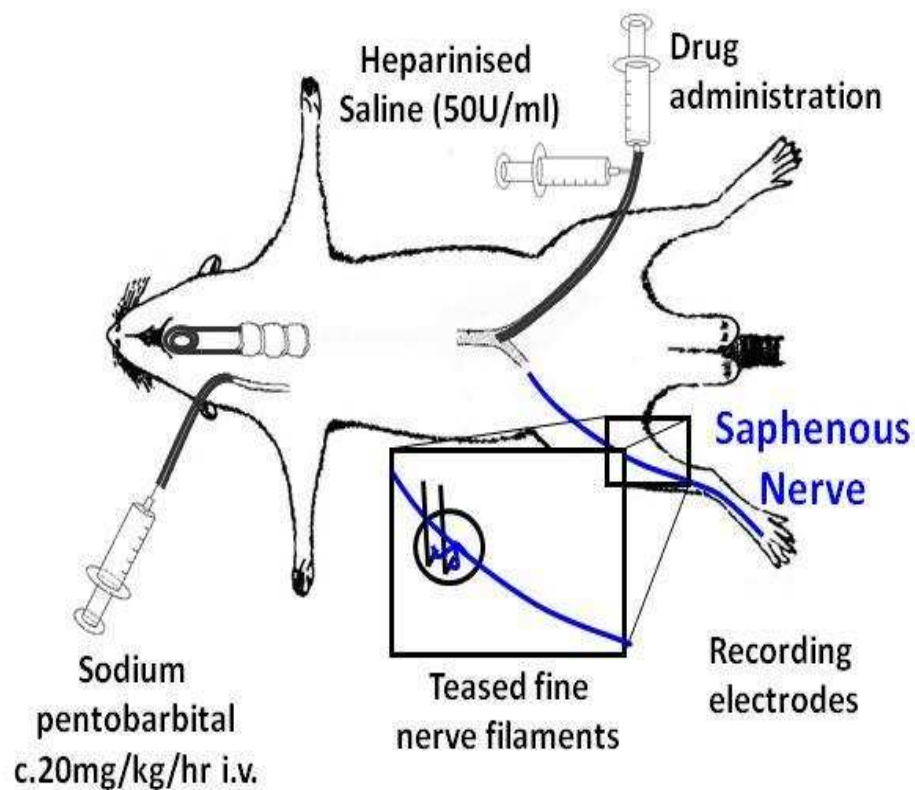 Heparinised
Saline (50U/ml)
Drug
administration
Saphenous
Nerve
Sodium
pentobarbital
c.20mg/kg/hr i.v.
Teased fine
nerve filaments
Recording
electrodes